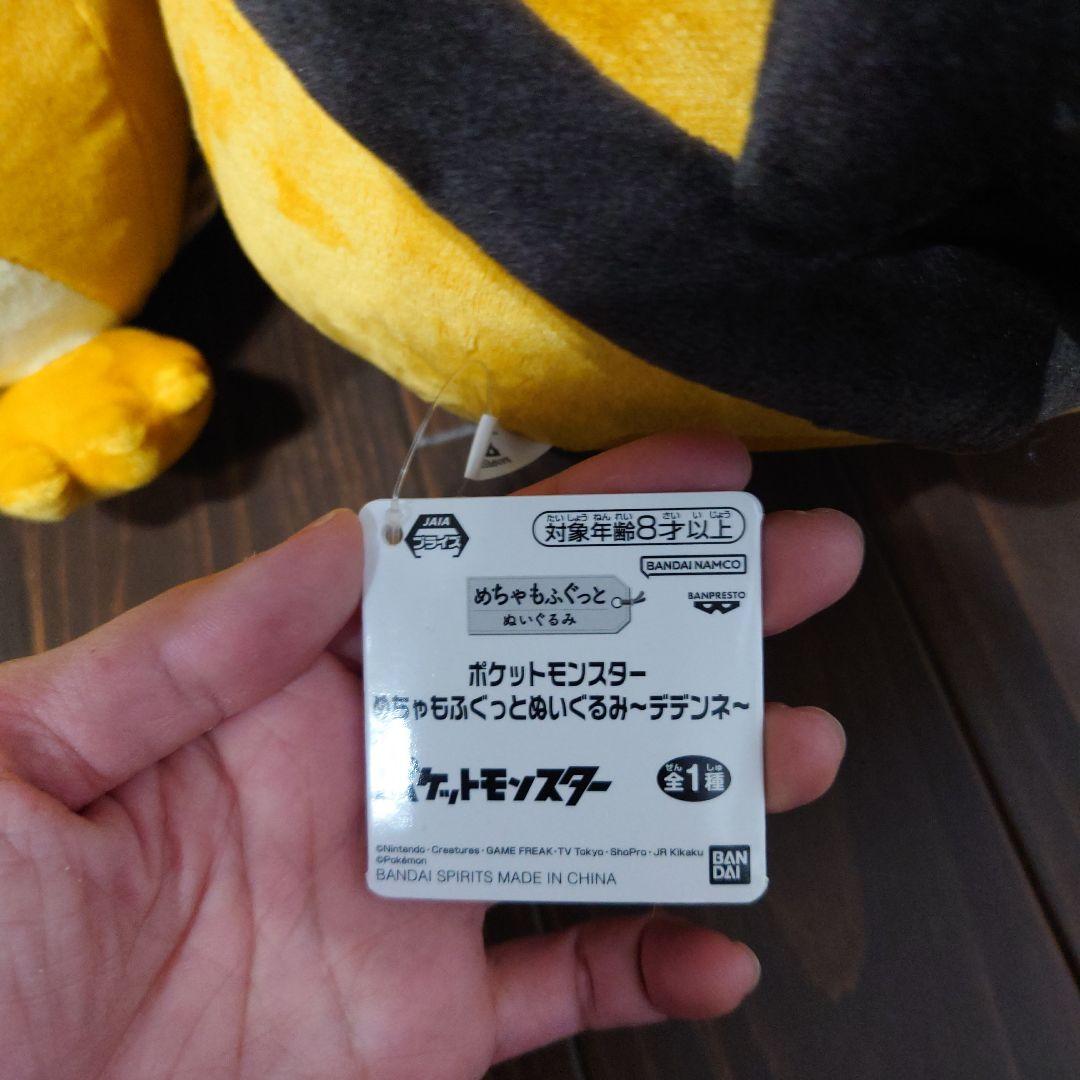 JAIA
プライズ
たいしょうねんれい さいいじょう
対象年齢8才以上
BANDAI NAMCO
BANPRESTO
めちゃもふぐっと
ぬいぐるみ
ポケットモンスター
めちゃもふぐっとぬいぐるみ～デデンネ～
ポケットモンスター
ぜん しゅ
全1種
©Nintendo・Creatures・GAME FREAK・TV Tokyo・ShoPro・JR Kikaku
©Pokémon
BANDAI SPIRITS MADE IN CHINA
BANDAI